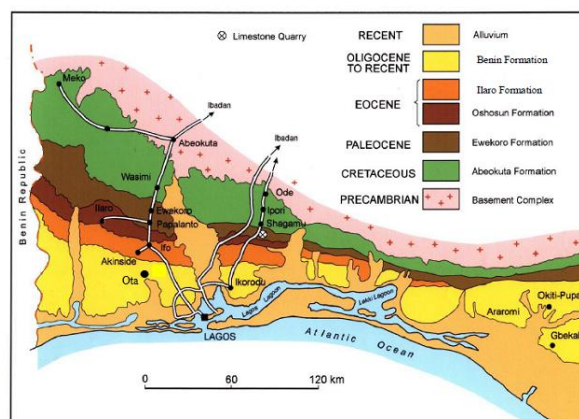 Limestone Quarry
RECENT
Alluvium
OLIGOCENE
TO RECENT
Benin Formation
EOCENE
Ilaro Formation
Oshosun Formation
PALEOCENE
Ewekoro Formation
CRETACEOUS
Abeokuta Formation
PRECAMBRIAN
Basement Complex
Meko
Ibadan
Ibadan
Abeokuta
Wasimi
Ode
Ipori
Ilaro
Ewekoro
Papalanto
Shagamu
Benin Republic
Ifo
Akinside
Ota
Ikorodu
Lagos Lagoon
Lekki Lagoon
Okiti-Pupa
Araromi
Gbekal
LAGOS
Atlantic Ocean
0 60 120 km